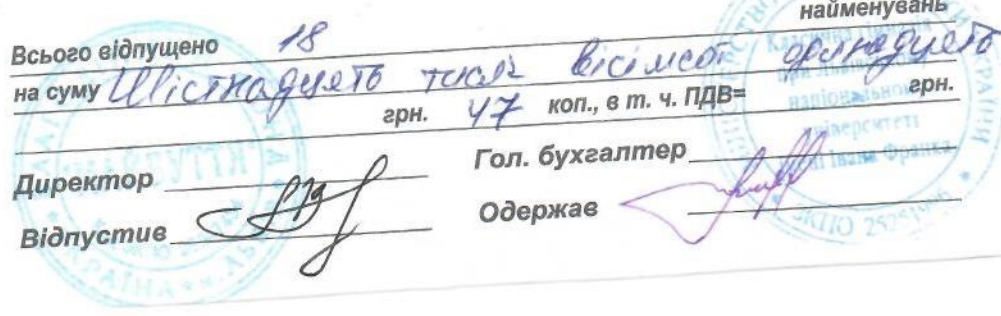 найменувань
Всього відпущено 18
на суму Шістнадцять тисяч вісімсот одинадцять
грн. 47 коп., в т. ч. ПДВ= грн.
Директор Гол. бухгалтер
Відпустив Одержав
УКРАЇНА